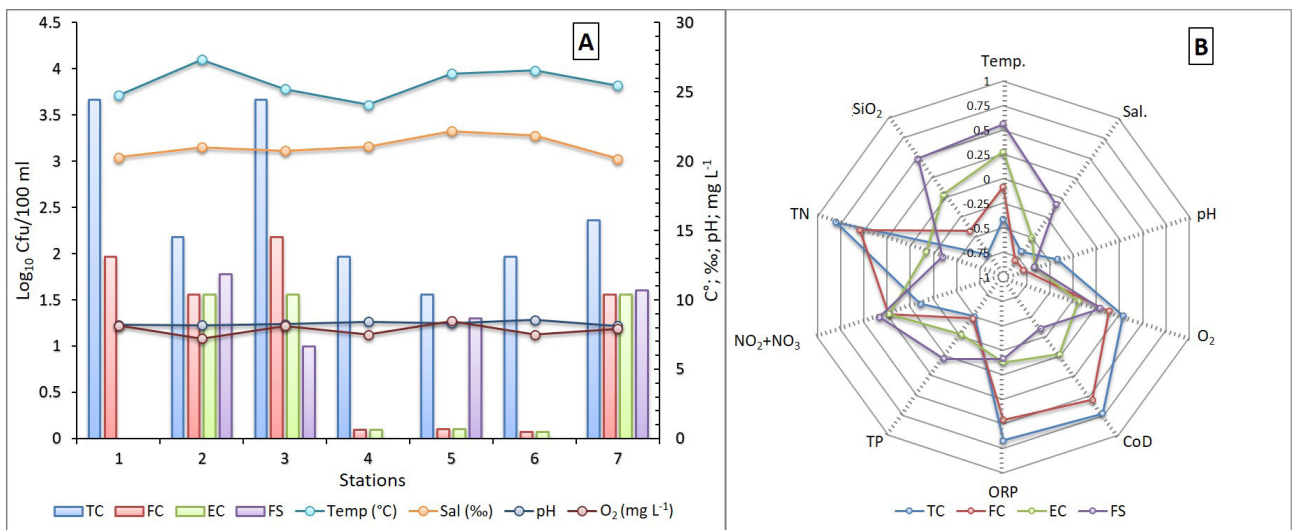 A
4.5
4
3.5
3
2.5
2
1.5
1
0.5
0
Log₁₀ Cfu/100 ml
30
25
20
15
10
5
0
C°; ‰; pH; mg L⁻¹
1 2 3 4 5 6 7
Stations
TC FC EC FS Temp (°C) Sal (‰) pH O₂ (mg L⁻¹)
B
Temp.
Sal.
pH
O₂
CoD
ORP
TP
NO₂+NO₃
TN
SiO₂
1
0.75
0.5
0.25
0
-0.25
-0.5
-0.75
-1
TC FC EC FS